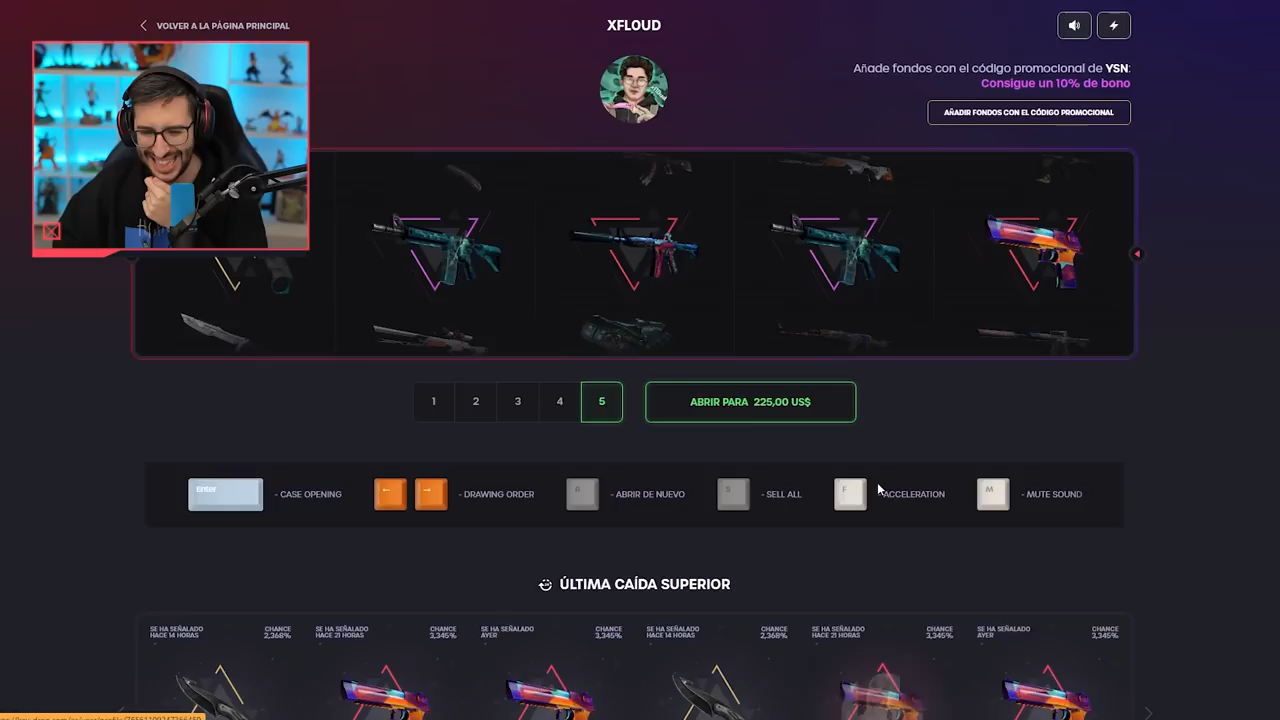 VOLVER A LA PÁGINA PRINCIPAL
XFLOUD
Añade fondos con el código promocional de YSN:
Consigue un 10% de bono
AÑADIR FONDOS CON EL CÓDIGO PROMOCIONAL
1
2
3
4
5
ABRIR PARA 225,00 US$
Enter
- CASE OPENING
←
→
- DRAWING ORDER
A
- ABRIR DE NUEVO
S
- SELL ALL
F
ACCELERATION
M
- MUTE SOUND
ÚLTIMA CAÍDA SUPERIOR
SE HA SEÑALADO
HACE 14 HORAS
CHANCE
2,368%
SE HA SEÑALADO
HACE 21 HORAS
CHANCE
3,345%
SE HA SEÑALADO
AYER
CHANCE
3,345%
SE HA SEÑALADO
HACE 14 HORAS
CHANCE
2,368%
SE HA SEÑALADO
HACE 21 HORAS
CHANCE
3,345%
SE HA SEÑALADO
AYER
CHANCE
3,345%